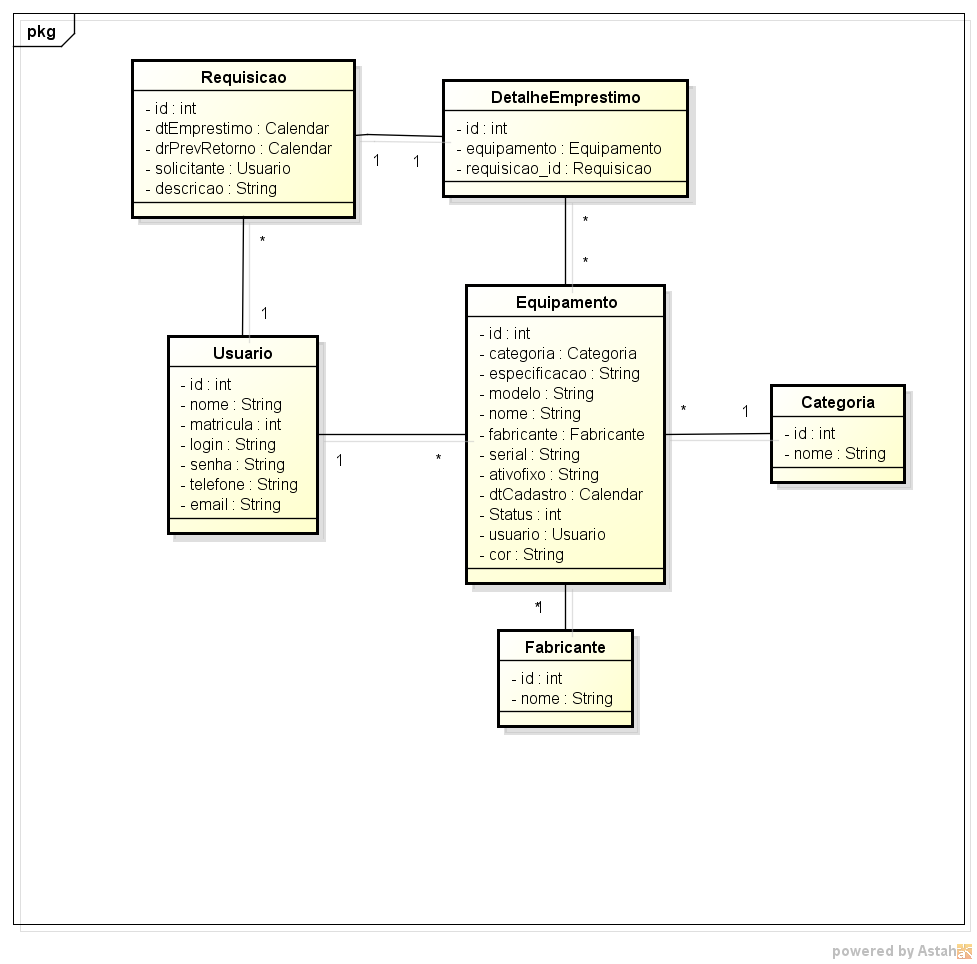 pkg
Requisicao
- id : int
- dtEmprestimo : Calendar
- drPrevRetorno : Calendar
- solicitante : Usuario
- descricao : String
DetalheEmprestimo
- id : int
- equipamento : Equipamento
- requisicao_id : Requisicao
1
1
*
*
*
1
Usuario
- id : int
- nome : String
- matricula : int
- login : String
- senha : String
- telefone : String
- email : String
1
*
Equipamento
- id : int
- categoria : Categoria
- especificacao : String
- modelo : String
- nome : String
- fabricante : Fabricante
- serial : String
- ativofixo : String
- dtCadastro : Calendar
- Status : int
- usuario : Usuario
- cor : String
*
1
Categoria
- id : int
- nome : String
*1
Fabricante
- id : int
- nome : String
powered by Astah